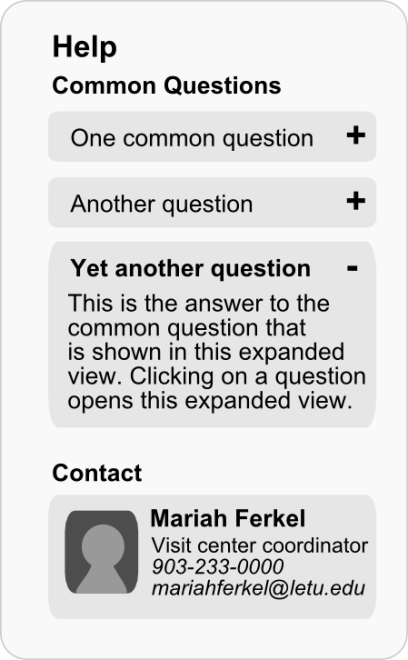 Help
Common Questions
One common question +
Another question +
Yet another question -
This is the answer to the
common question that
is shown in this expanded
view. Clicking on a question
opens this expanded view.
Contact
Mariah Ferkel
Visit center coordinator
903-233-0000
mariahferkel@letu.edu